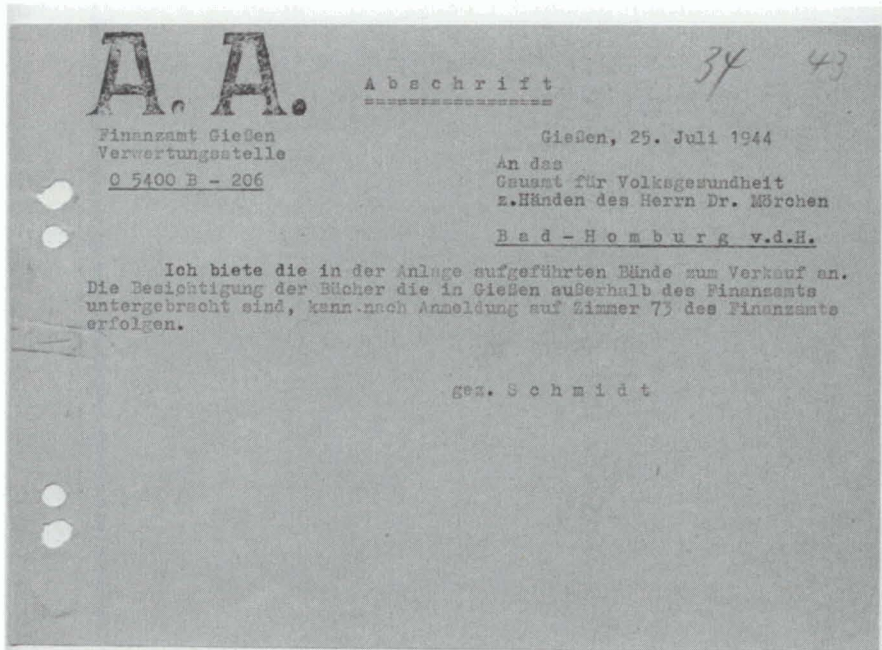 A. A.
Abschrift
34 43
Finanzamt Gießen
Verwertungsstelle
O 5400 B - 206
Gießen, 25. Juli 1944
An das
Gauamt für Volksgesundheit
z.Händen des Herrn Dr. Mörchen
Bad-Homburg v.d.H.
Ich biete die in der Anlage aufgeführten Bände zum Verkauf an.
Die Besichtigung der Bücher die in Gießen außerhalb des Finanzamts
untergebracht sind, kann nach Anmeldung auf Zimmer 73 des Finanzamts
erfolgen.
gez. Schmidt